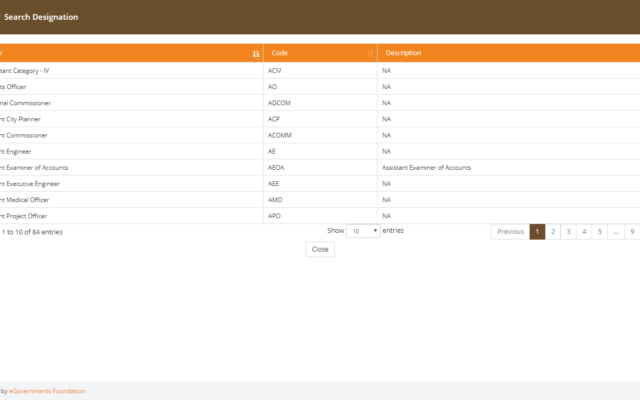 Search Designation
Code Description
tant Category - IV ACIV NA
ts Officer AO NA
nal Commissioner ADCOM NA
nt City Planner ACP NA
nt Commissioner ACOMM NA
nt Engineer AE NA
nt Examiner of Accounts AEOA Assistant Examiner of Accounts
nt Executive Engineer AEE NA
nt Medical Officer AMO NA
nt Project Officer APO NA
1 to 10 of 84 entries Show 10 entries Previous 1 2 3 4 5 ... 9
Close
by eGovernments Foundation